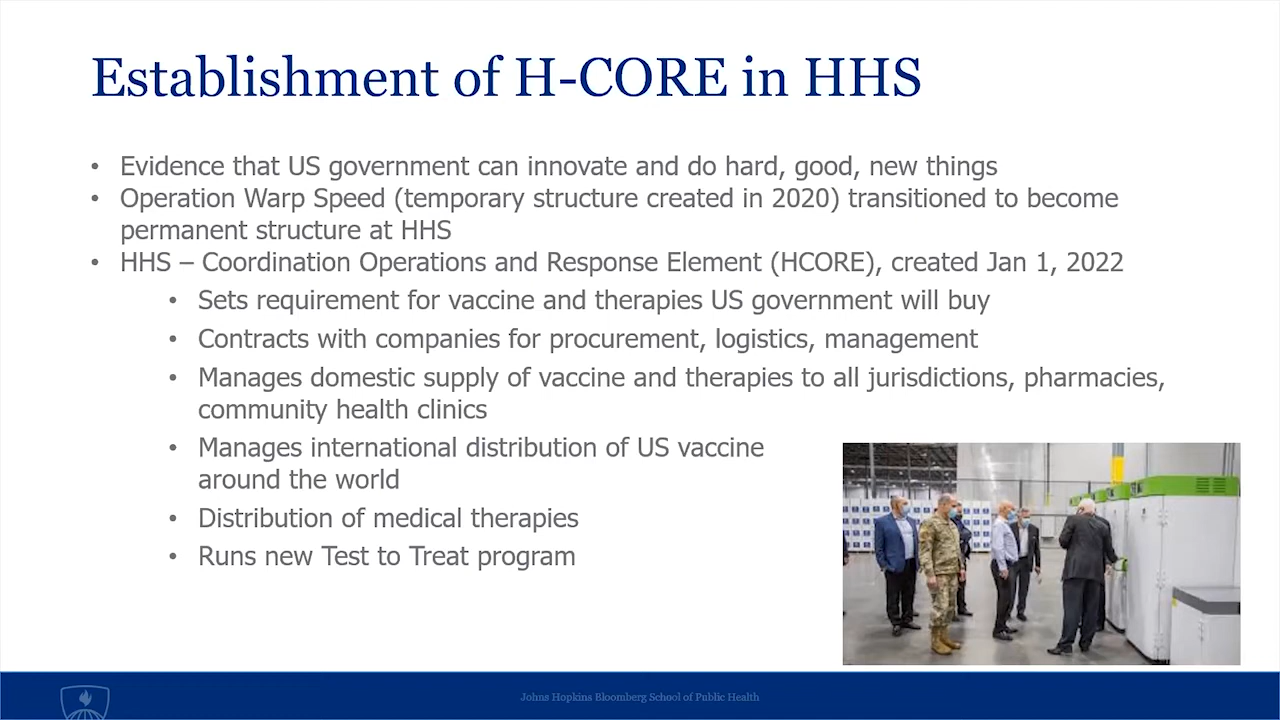 Establishment of H-CORE in HHS
• Evidence that US government can innovate and do hard, good, new things
• Operation Warp Speed (temporary structure created in 2020) transitioned to become
permanent structure at HHS
• HHS – Coordination Operations and Response Element (HCORE), created Jan 1, 2022
• Sets requirement for vaccine and therapies US government will buy
• Contracts with companies for procurement, logistics, management
• Manages domestic supply of vaccine and therapies to all jurisdictions, pharmacies,
community health clinics
• Manages international distribution of US vaccine
around the world
• Distribution of medical therapies
• Runs new Test to Treat program
Johns Hopkins Bloomberg School of Public Health